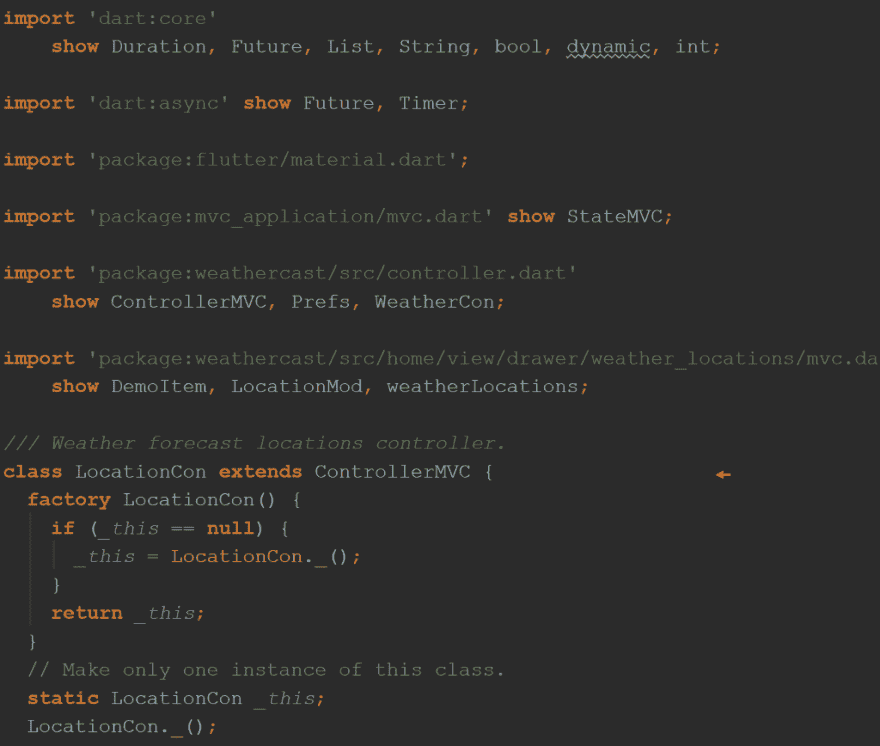 import 'dart:core'
    show Duration, Future, List, String, bool, dynamic, int;
import 'dart:async' show Future, Timer;
import 'package:flutter/material.dart';
import 'package:mvc_application/mvc.dart' show StateMVC;
import 'package:weathercast/src/controller.dart'
    show ControllerMVC, Prefs, WeatherCon;
import 'package:weathercast/src/home/view/drawer/weather_locations/mvc.da
    show DemoItem, LocationMod, weatherLocations;
/// Weather forecast locations controller.
class LocationCon extends ControllerMVC {
  factory LocationCon() {
    if (_this == null) {
      _this = LocationCon._();
    }
    return _this;
  }
  // Make only one instance of this class.
  static LocationCon _this;
  LocationCon._();